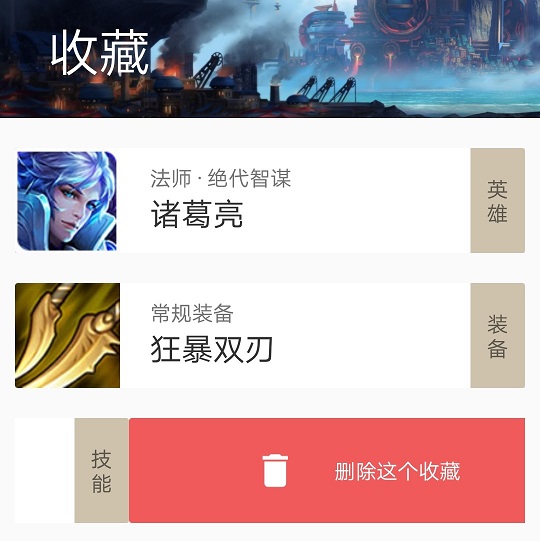 收藏
法师 · 绝代智谋
诸葛亮
英雄
常规装备
狂暴双刃
装备
技能
删除这个收藏